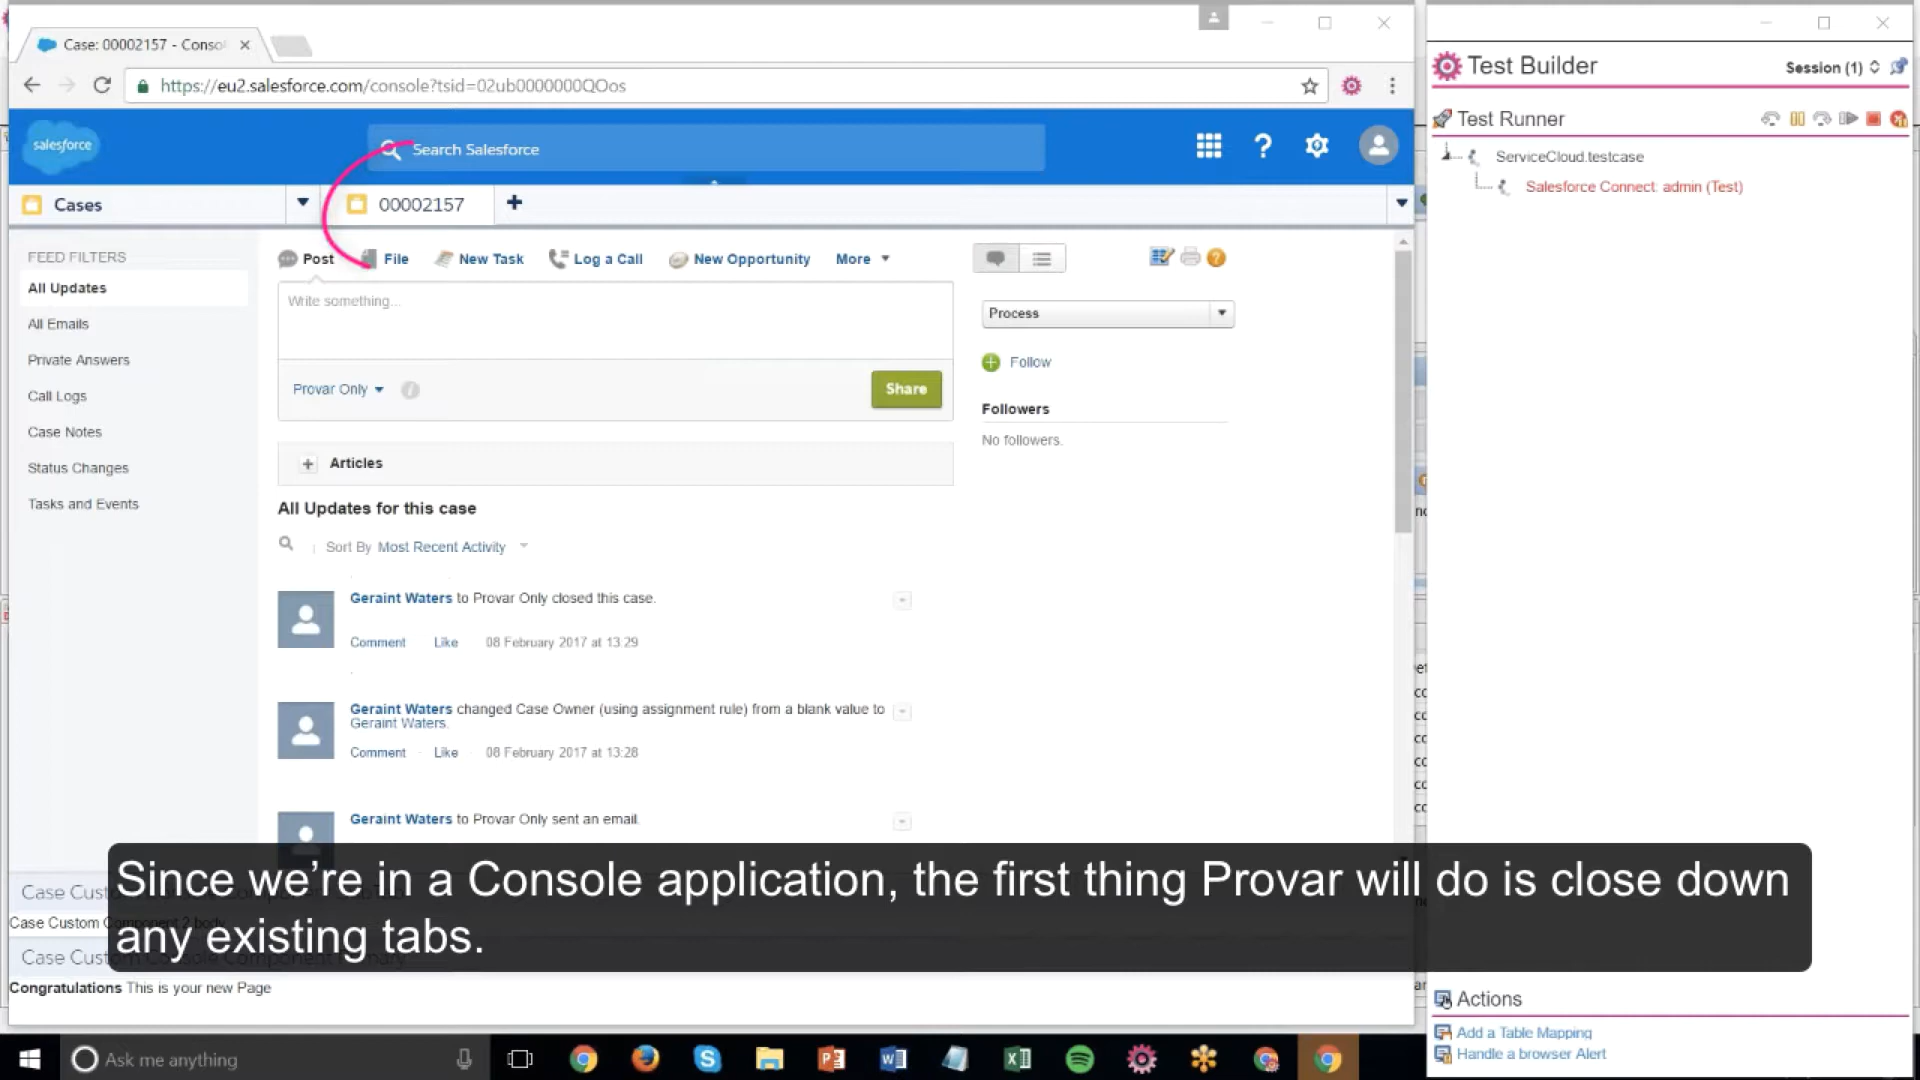 Case: 00002157 - Conso
https://eu2.salesforce.com/console?tsid=02ub0000000QOos
salesforce
Search Salesforce
Cases
00002157
FEED FILTERS
All Updates
All Emails
Private Answers
Call Logs
Case Notes
Status Changes
Tasks and Events
Post
File
New Task
Log a Call
New Opportunity
More
Write something...
Provar Only
Share
Articles
All Updates for this case
Sort By Most Recent Activity
Geraint Waters to Provar Only closed this case.
Comment Like 08 February 2017 at 13:29
Geraint Waters changed Case Owner (using assignment rule) from a blank value to
Geraint Waters.
Comment · Like 08 February 2017 at 13:28
Geraint Waters to Provar Only sent an email.
Process
Follow
Followers
No followers.
Since we're in a Console application, the first thing Provar will do is close down
any existing tabs.
Case Custom Component 2 body
Case Custom Console Component Primary
Congratulations This is your new Page
Test Builder
Session (1)
Test Runner
ServiceCloud.testcase
Salesforce Connect: admin (Test)
Actions
Add a Table Mapping
Handle a browser Alert
Ask me anything